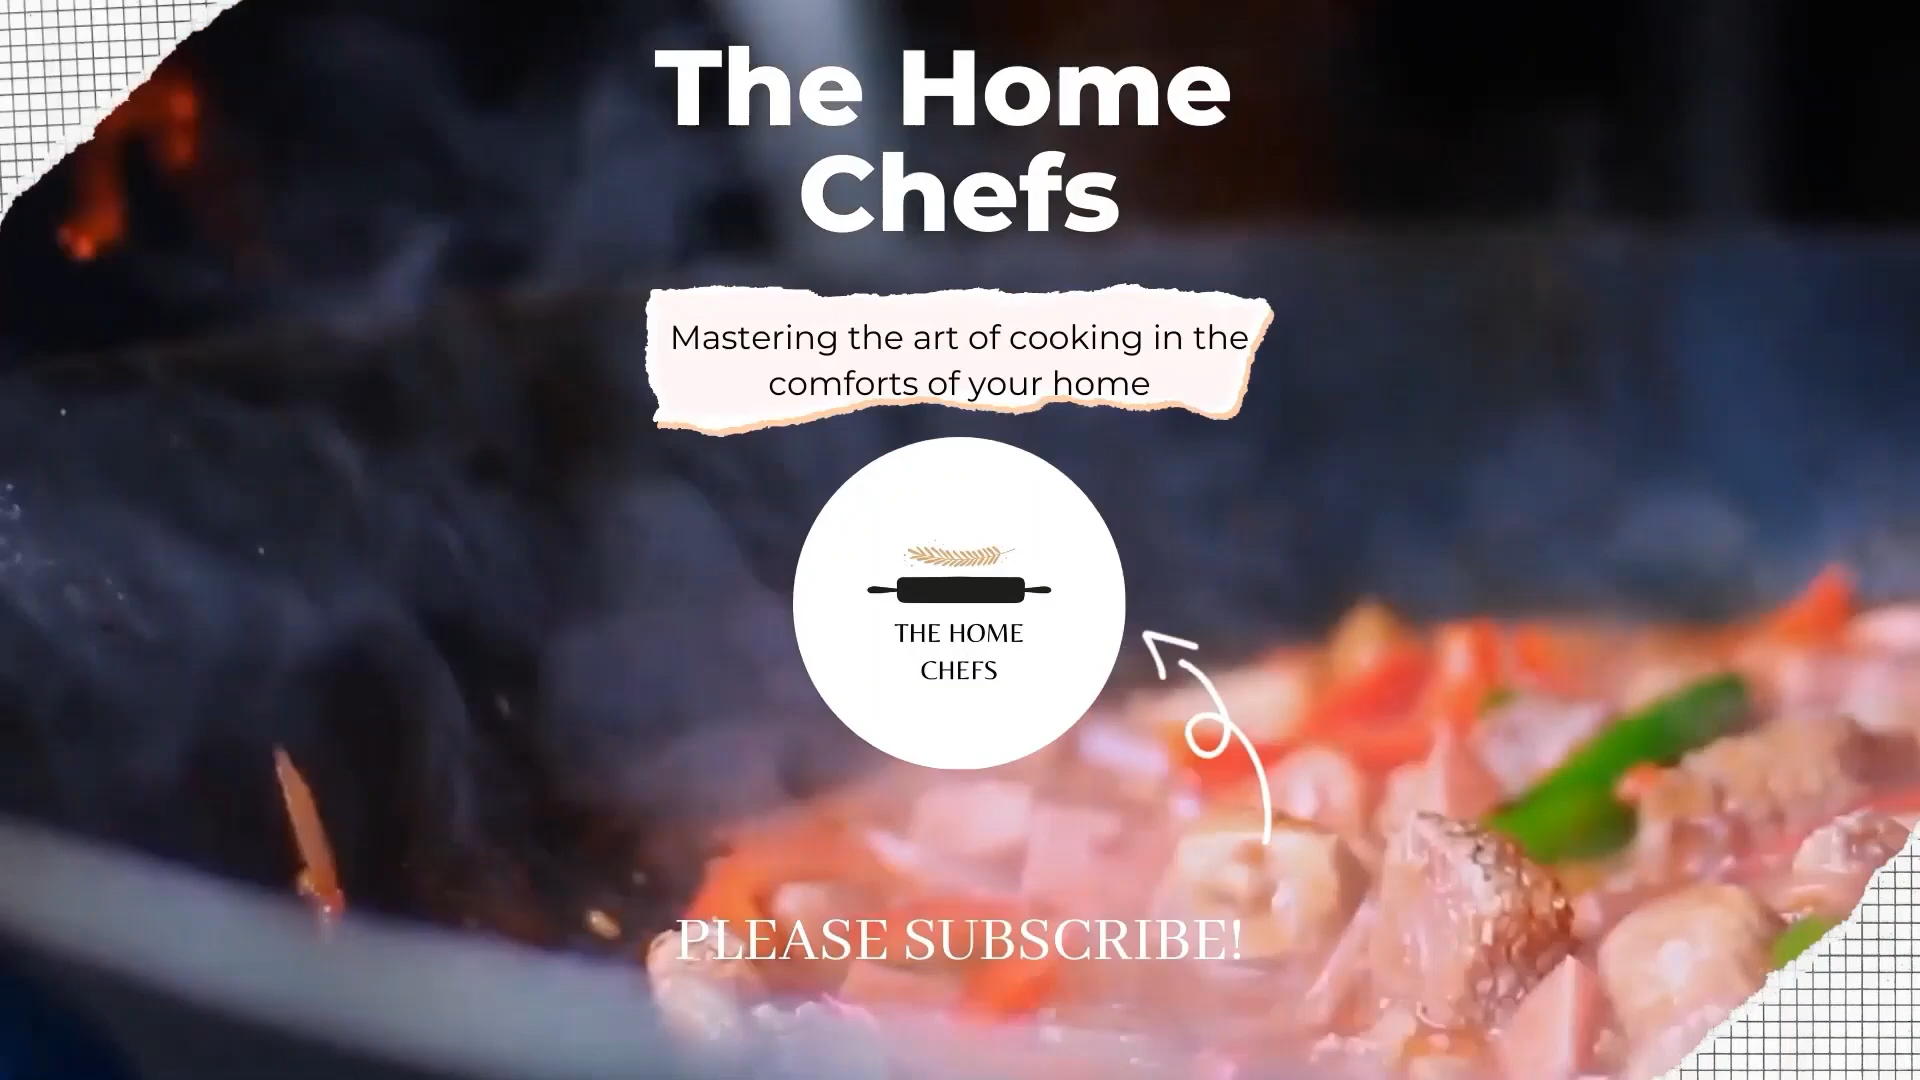 The Home
Chefs
Mastering the art of cooking in the
comforts of your home
THE HOME
CHEFS
PLEASE SUBSCRIBE!